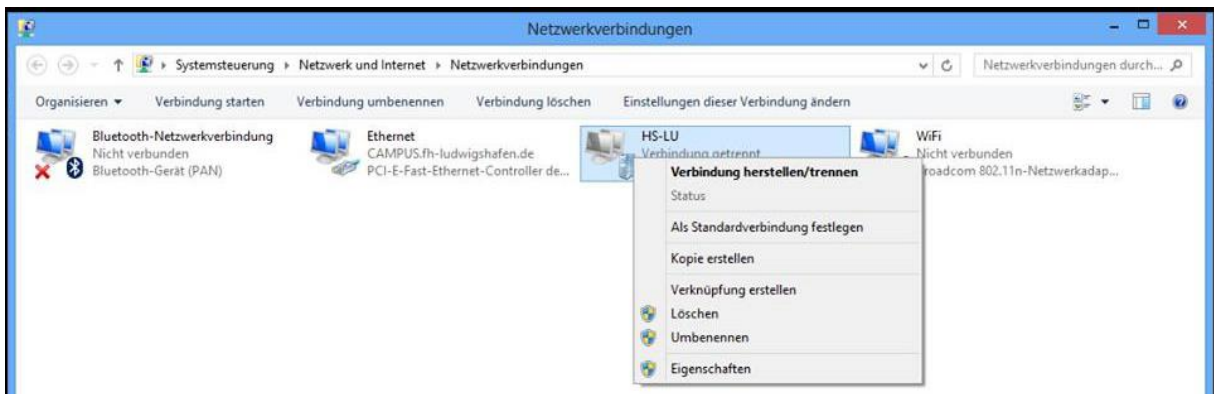 Netzwerkverbindungen
Systemsteuerung Netzwerk und Internet Netzwerkverbindungen
Netzwerkverbindungen durch...
Organisieren Verbindung starten Verbindung umbenennen Verbindung löschen Einstellungen dieser Verbindung ändern
Bluetooth-Netzwerkverbindung
Nicht verbunden
Bluetooth-Gerät (PAN)
Ethernet
CAMPUS.fh-ludwigshafen.de
PCI-E-Fast-Ethernet-Controller de...
HS-LU
Verbindung getrennt
WiFi
Nicht verbunden
roadcom 802.11n-Netzwerkadap...
Verbindung herstellen/trennen
Status
Als Standardverbindung festlegen
Kopie erstellen
Verknüpfung erstellen
Löschen
Umbenennen
Eigenschaften